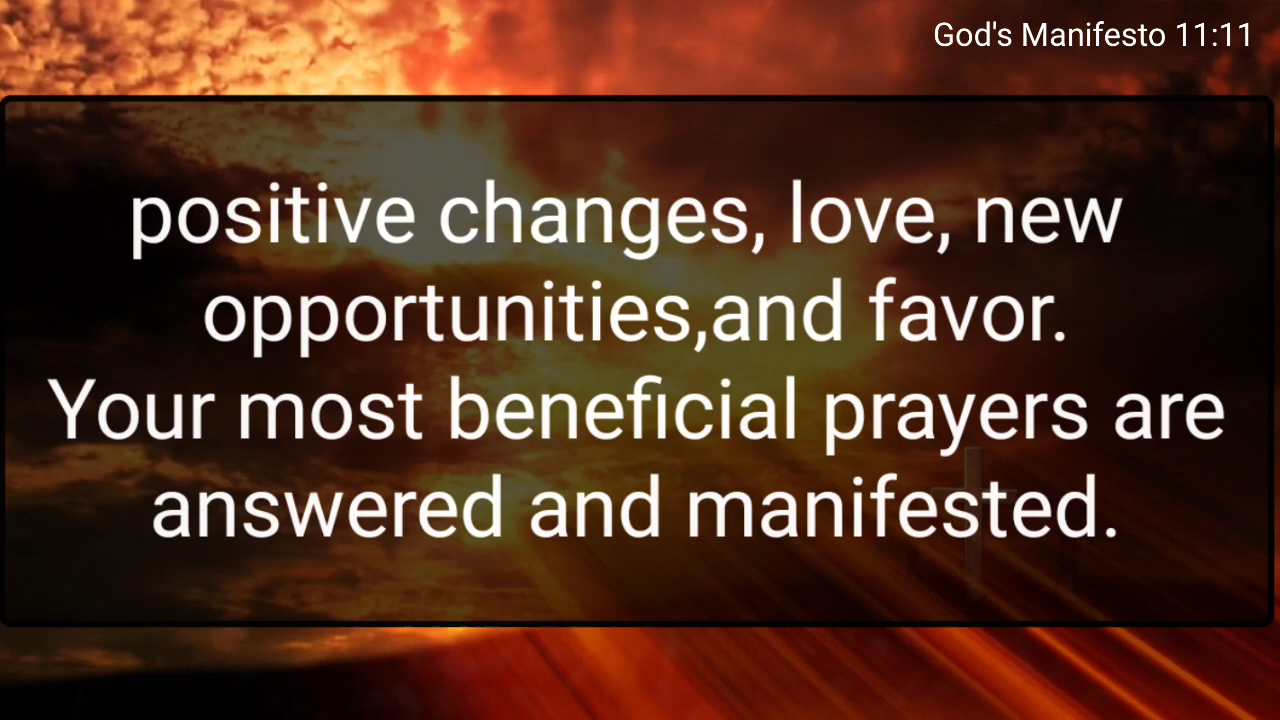 God's Manifesto 11:11
positive changes, love, new
opportunities,and favor.
Your most beneficial prayers are
answered and manifested.